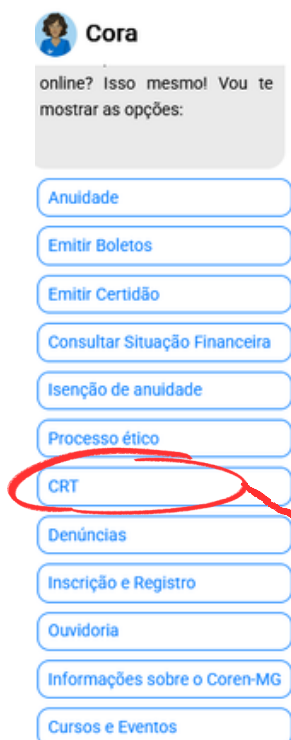 Cora
online? Isso mesmo! Vou te
mostrar as opções:
Anuidade
Emitir Boletos
Emitir Certidão
Consultar Situação Financeira
Isenção de anuidade
Processo ético
CRT
Denúncias
Inscrição e Registro
Ouvidoria
Informações sobre o Coren-MG
Cursos e Eventos